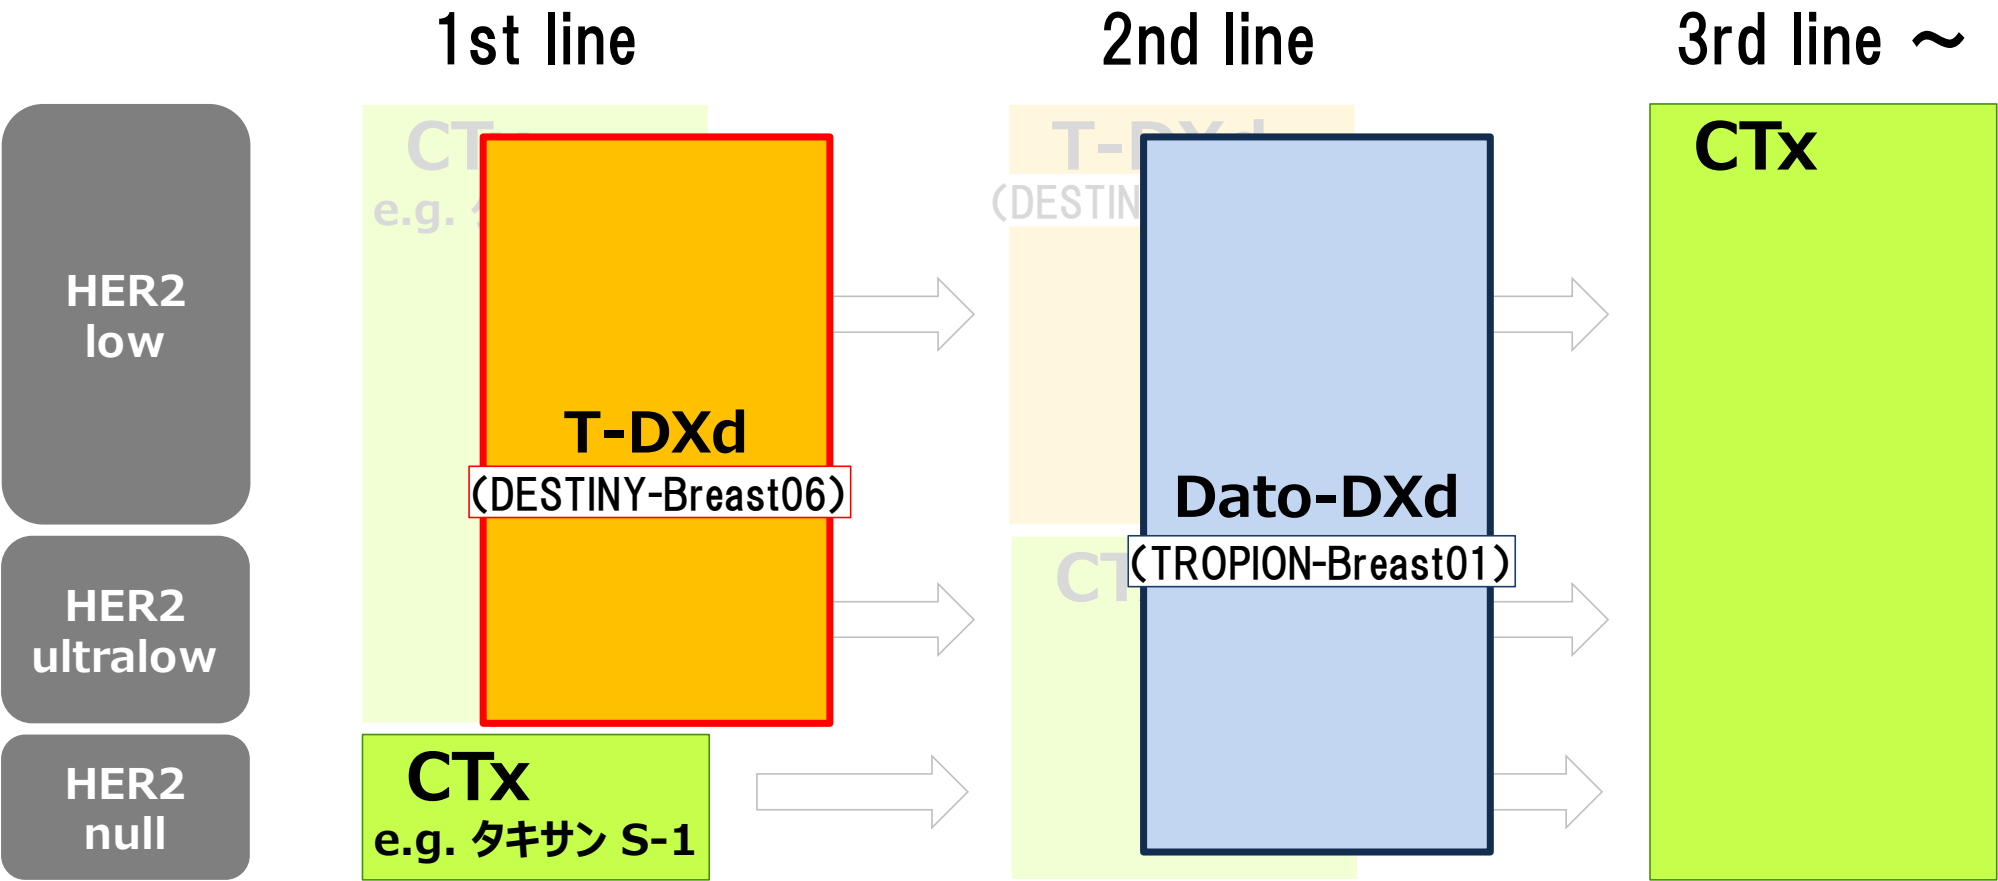 1st line
2nd line
3rd line ～
HER2
low
HER2
ultralow
HER2
null
T-DXd
(DESTINY-Breast06)
CTx
e.g. タキサン S-1
Dato-DXd
(TROPION-Breast01)
CTx
e.g.